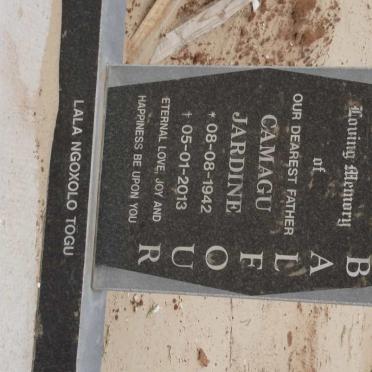 Loving Memory
of
OUR DEAREST FATHER
CAMAGU
JARDINE
* 08-08-1942
† 05-01-2013
ETERNAL LOVE, JOY AND
HAPPINESS BE UPON YOU
BALFOUR
LALA NGOXOLO TOGU